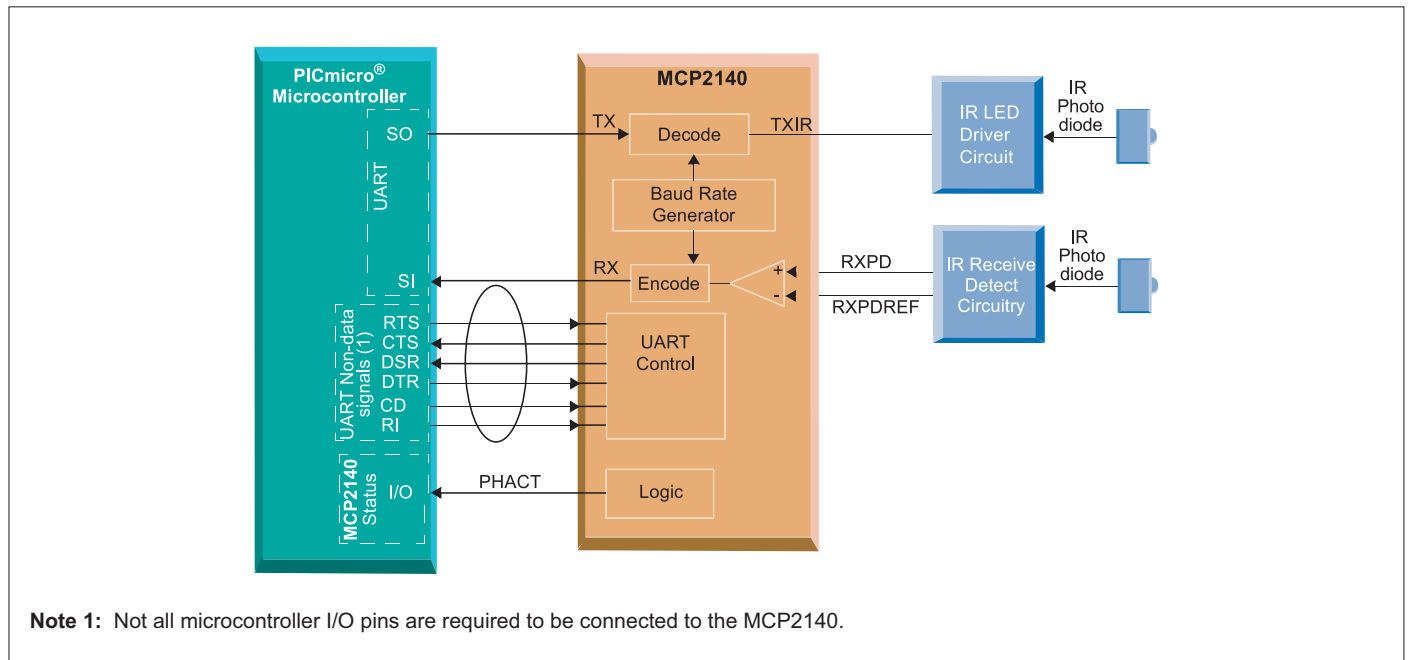 PICmicro®
Microcontroller
UART
SO
SI
UART Non-data
signals (1)
RTS
CTS
DSR
DTR
CD
RI
MCP2140
Status
I/O
TX
RX
PHACT
MCP2140
Decode
Baud Rate
Generator
Encode
+
-
UART
Control
Logic
TXIR
RXPD
RXPDREF
IR LED
Driver
Circuit
IR
Photo
diode
IR Receive
Detect
Circuitry
IR
Photo
diode
Note 1: Not all microcontroller I/O pins are required to be connected to the MCP2140.